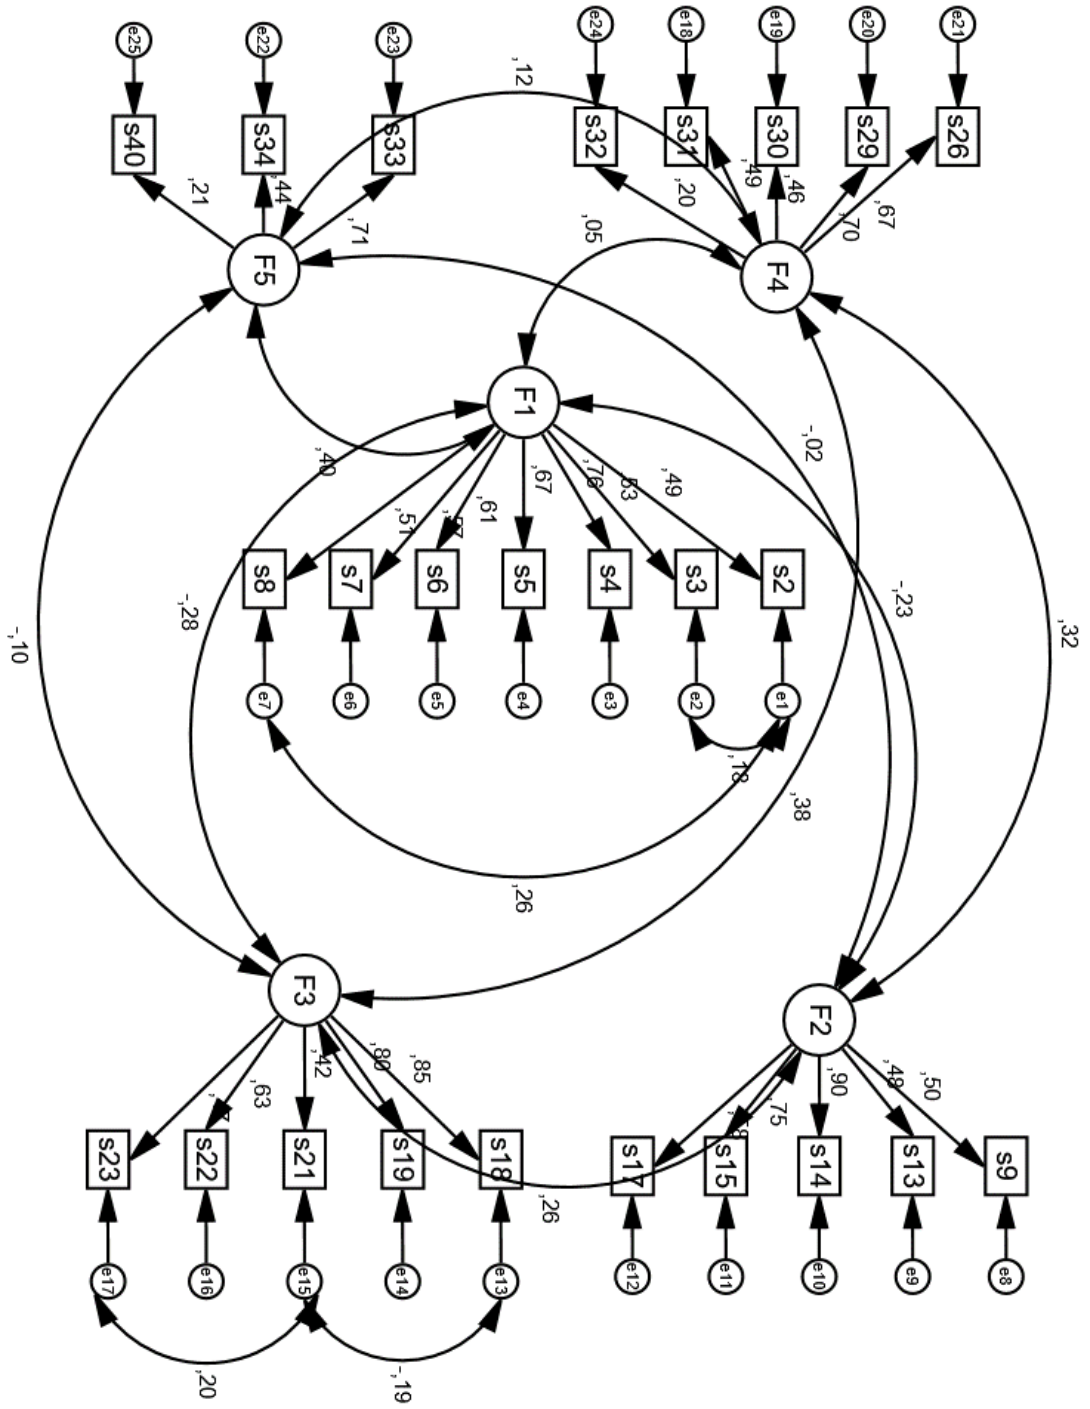 e25
e22
e23
e24
e18
e19
e20
e21
s40
s34
s33
s32
s31
s30
s29
s26
,12
,21
,44
,71
,20
,49
,46
,70
,67
,05
F5
F4
F1
,40
,51
,61
,67
,76
,53
,49
-,02
s8
s7
s6
s5
s4
s3
s2
e7
e6
e5
e4
e3
e2
e1
-,10
-,28
-,23
,32
,18
,38
,26
F3
F2
,63
,42
,80
,85
,75
,90
,48
,50
s23
s22
s21
s19
s18
s17
s15
s14
s13
s9
,26
e17
e16
e15
e14
e13
e12
e11
e10
e9
e8
,20
-,19